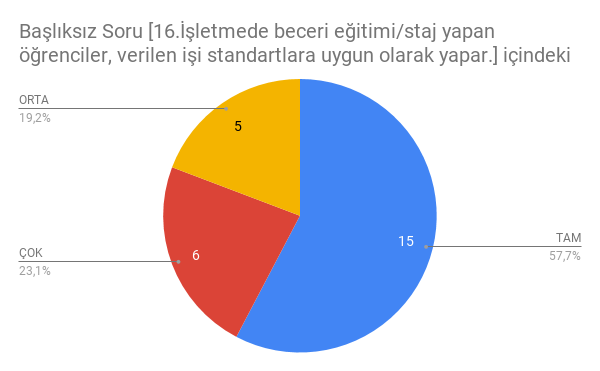 Başlıksız Soru [16.İşletmede beceri eğitimi/staj yapan
öğrenciler, verilen işi standartlara uygun olarak yapar.] içindeki
ORTA
19,2%
5
15
TAM
57,7%
6
ÇOK
23,1%